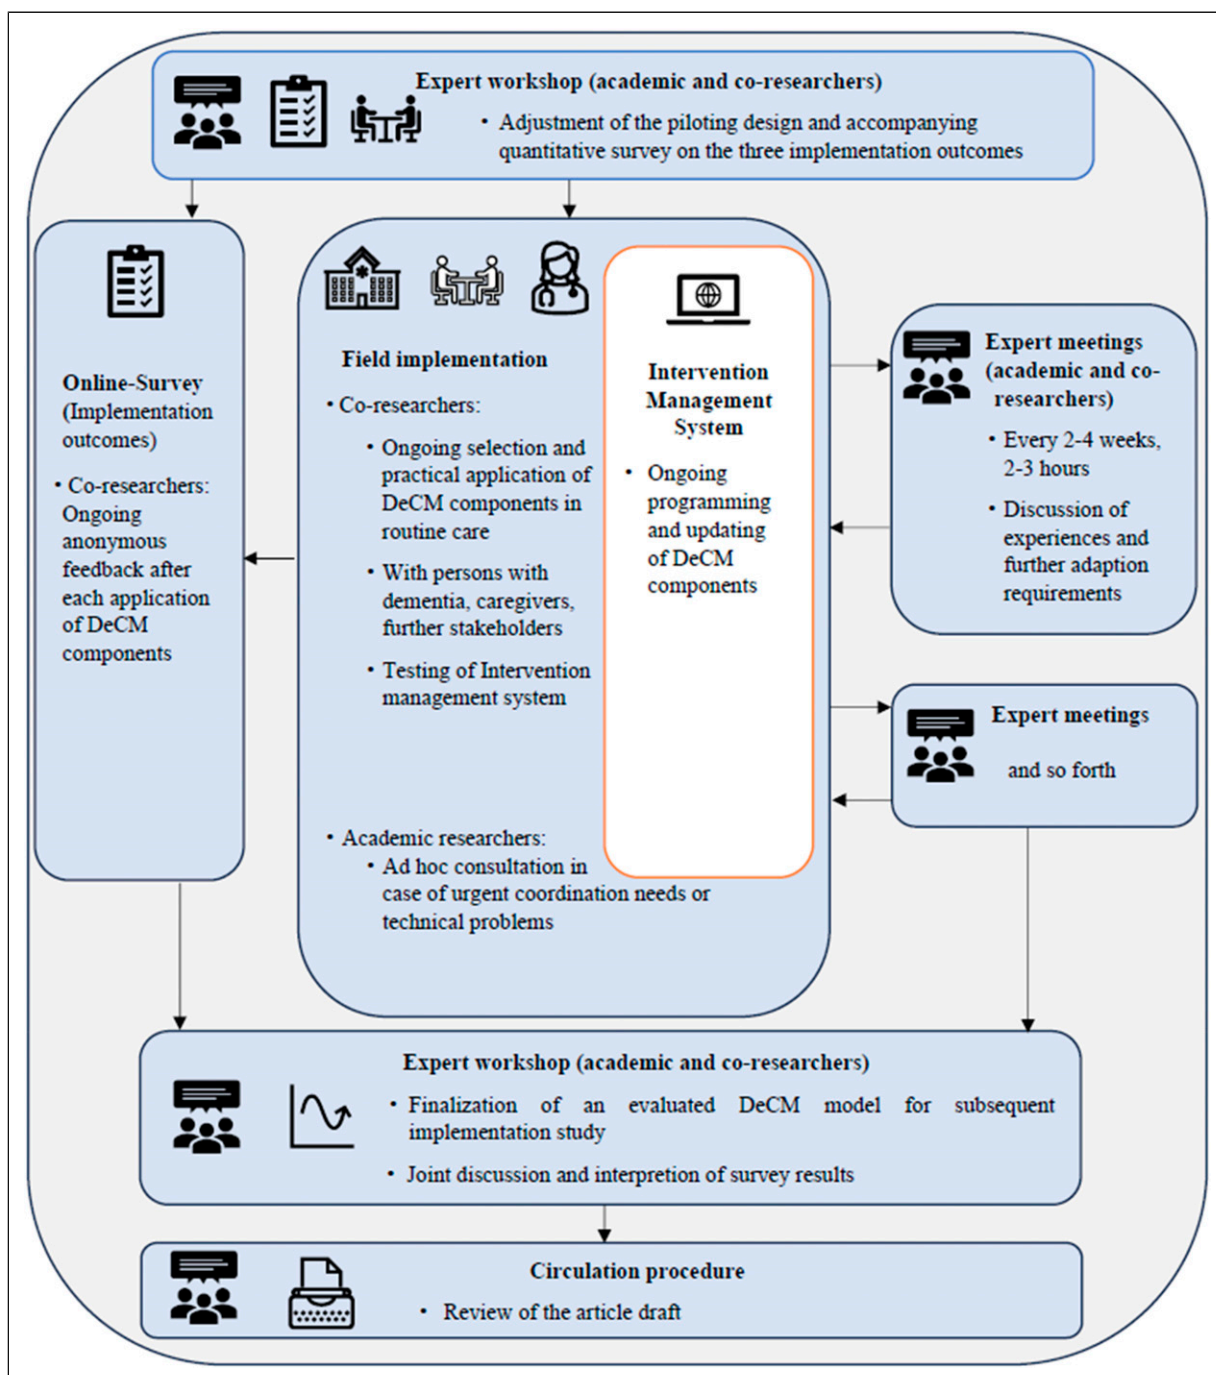 Expert workshop (academic and co-researchers)
• Adjustment of the piloting design and accompanying
quantitative survey on the three implementation outcomes
Online-Survey
(Implementation
outcomes)
• Co-researchers:
Ongoing
anonymous
feedback after
each application
of DeCM
components
Field implementation
• Co-researchers:
• Ongoing selection and
practical application of
DeCM components in
routine care
• With persons with
dementia, caregivers,
further stakeholders
• Testing of Intervention
management system
• Academic researchers:
• Ad hoc consultation in
case of urgent coordination needs or
technical problems
Intervention
Management
System
• Ongoing
programming
and updating
of DeCM
components
Expert meetings
(academic and co-
researchers)
• Every 2-4 weeks,
2-3 hours
• Discussion of
experiences and
further adaption
requirements
Expert meetings
and so forth
Expert workshop (academic and co-researchers)
• Finalization of an evaluated DeCM model for subsequent
implementation study
• Joint discussion and interpretion of survey results
Circulation procedure
• Review of the article draft